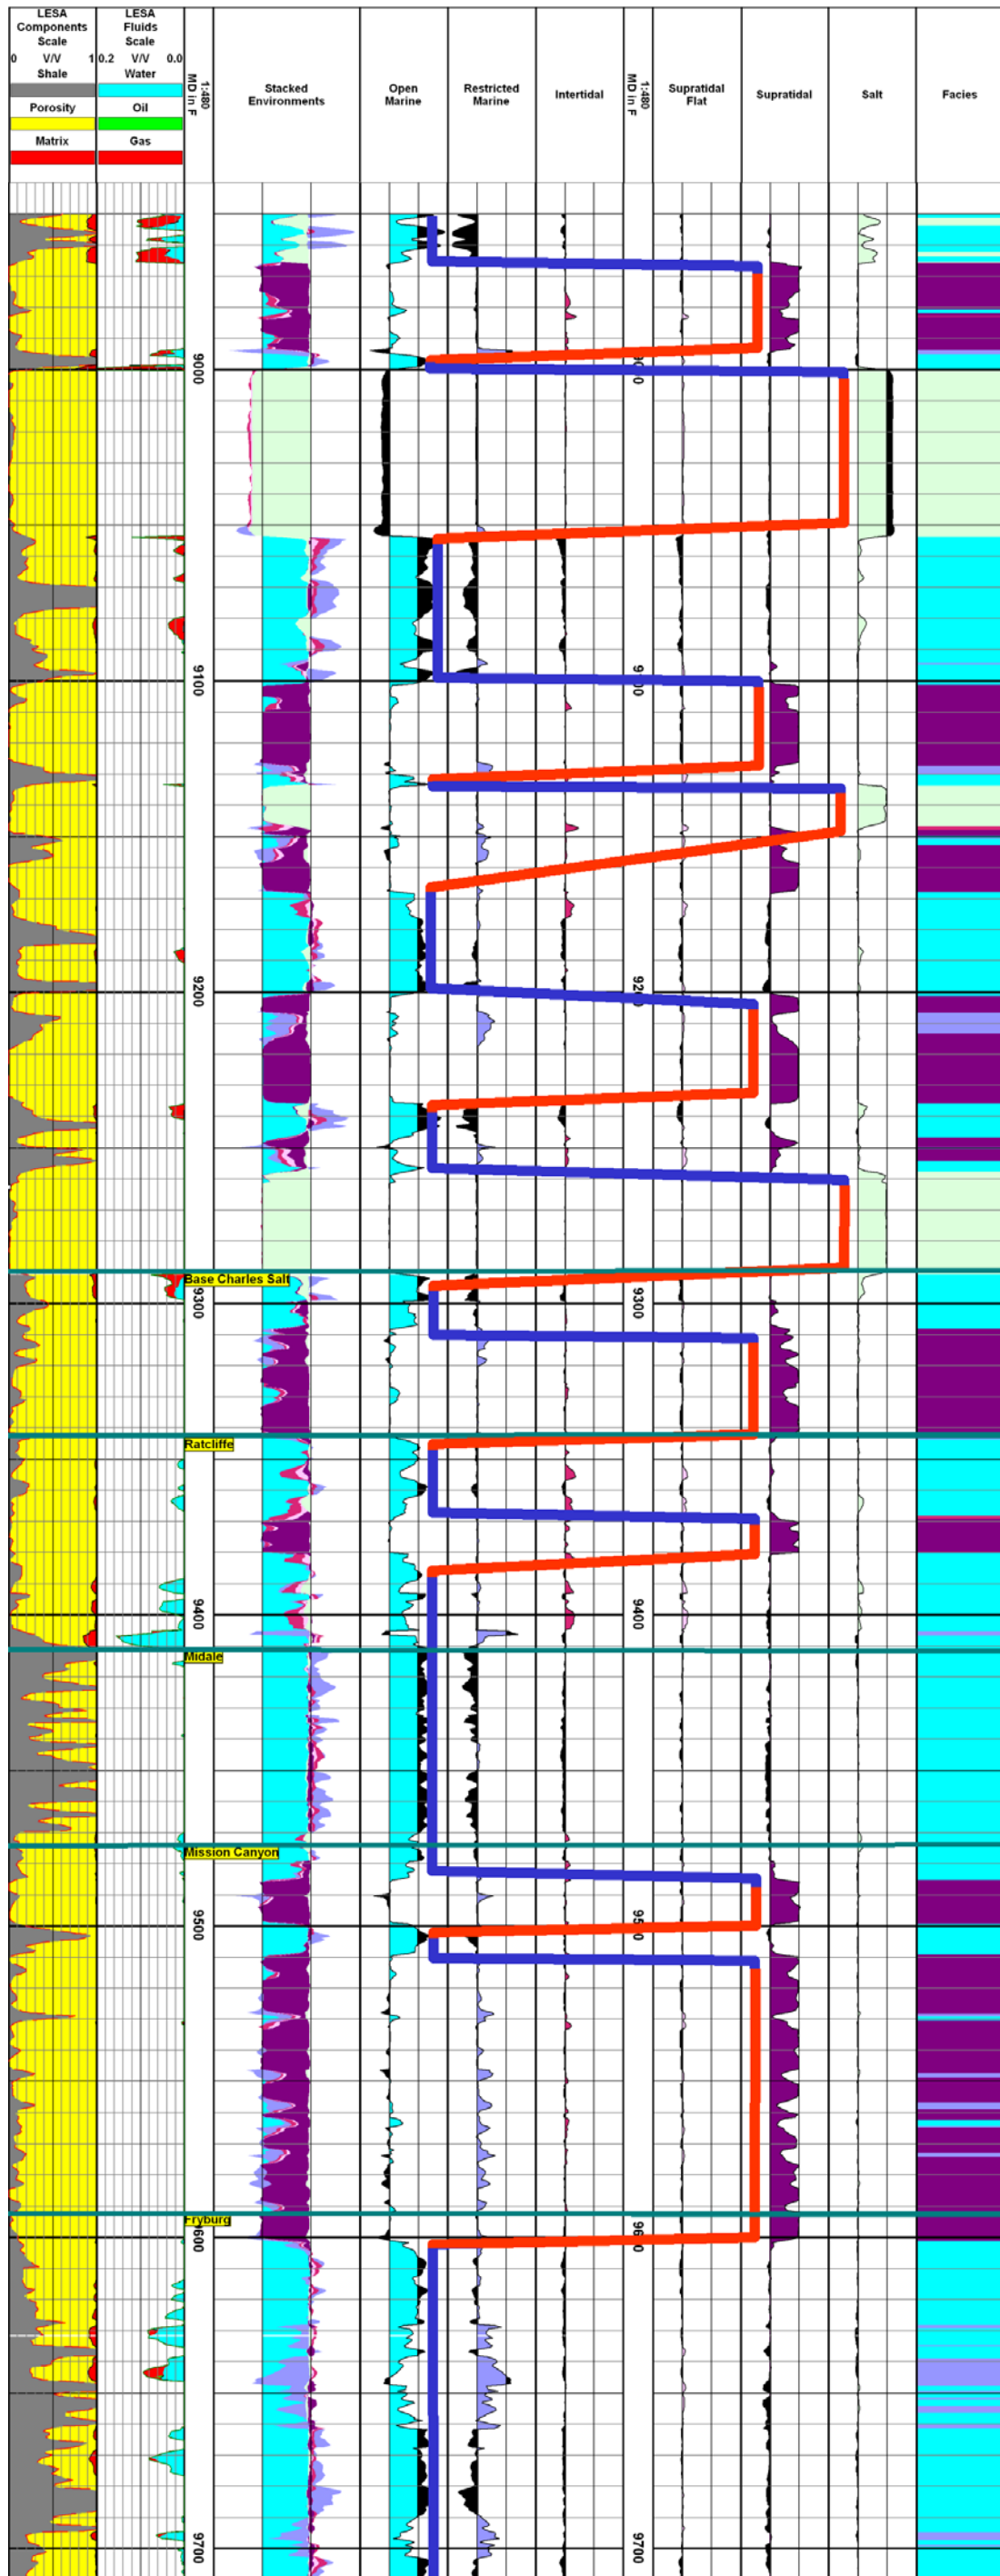 LESA
Components
Scale
0 V/V 1
Shale
Porosity
Matrix
LESA
Fluids
Scale
0.2 V/V 0.0
Water
Oil
Gas
1:480
MD in F
Stacked
Environments
Open
Marine
Restricted
Marine
Intertidal
1:480
MD in F
Supratidal
Flat
Supratidal
Salt
Facies
9000
9100
9200
9200
Base Charles Salt
9300
9300
Ratcliffe
9400
9400
Midale
Mission Canyon
9500
Fryburg
9600
9700
9700